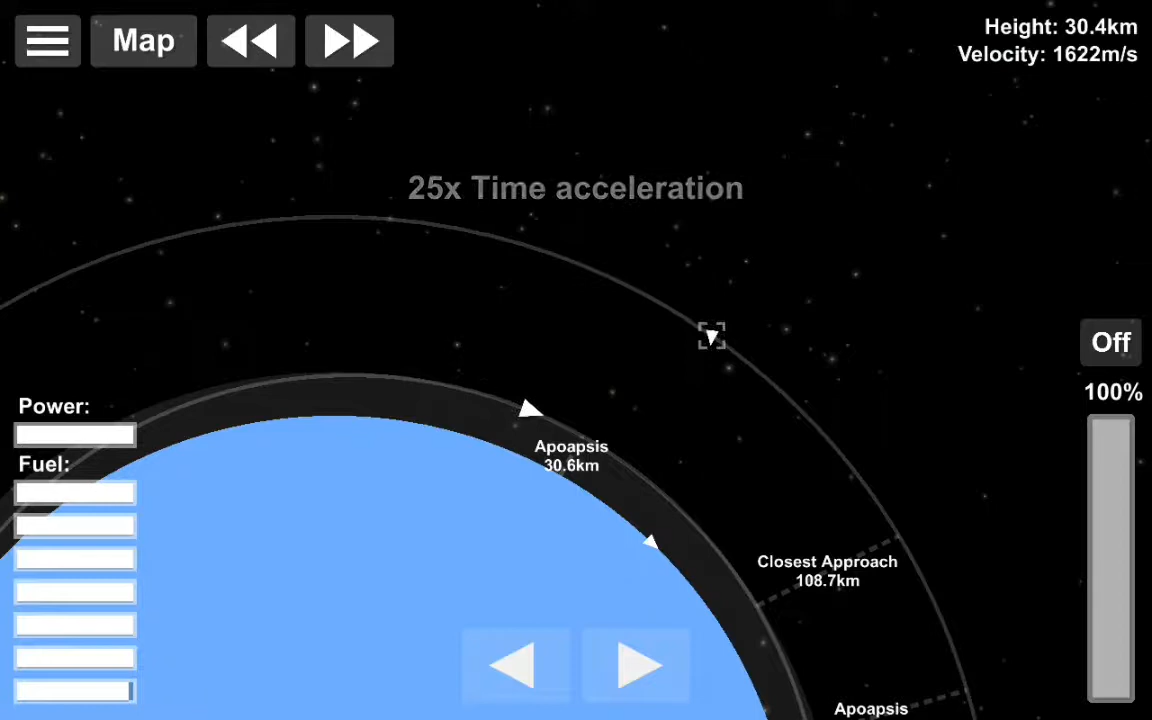 Map
Height: 30.4km
Velocity: 1622m/s
25x Time acceleration
Off
100%
Power:
Fuel:
Apoapsis
30.6km
Closest Approach
108.7km
Apoapsis